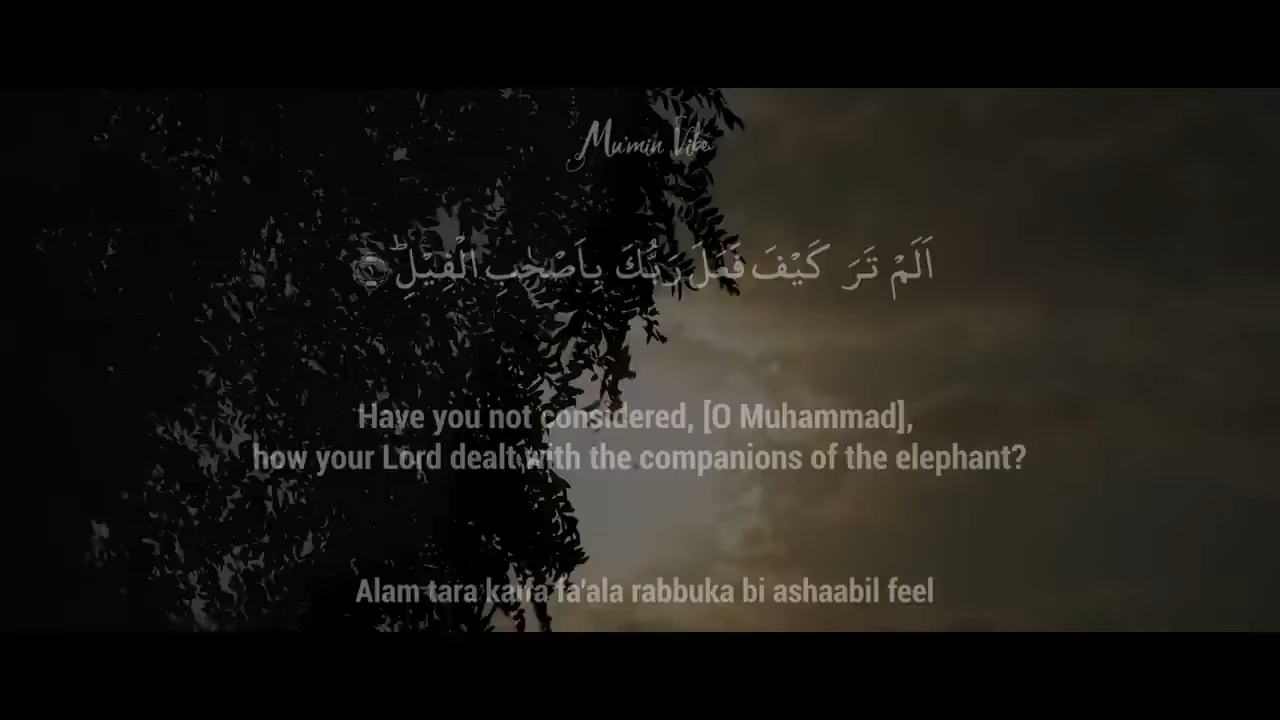 Mu'min Vibe
اَلَمْ تَرَ كَيْفَ فَعَلَ رَبُّكَ بِاَصْحٰبِ الْفِيْلِؕ ۝١
Have you not considered, [O Muhammad],
how your Lord dealt with the companions of the elephant?
Alam tara kaifa fa'ala rabbuka bi ashaabil feel